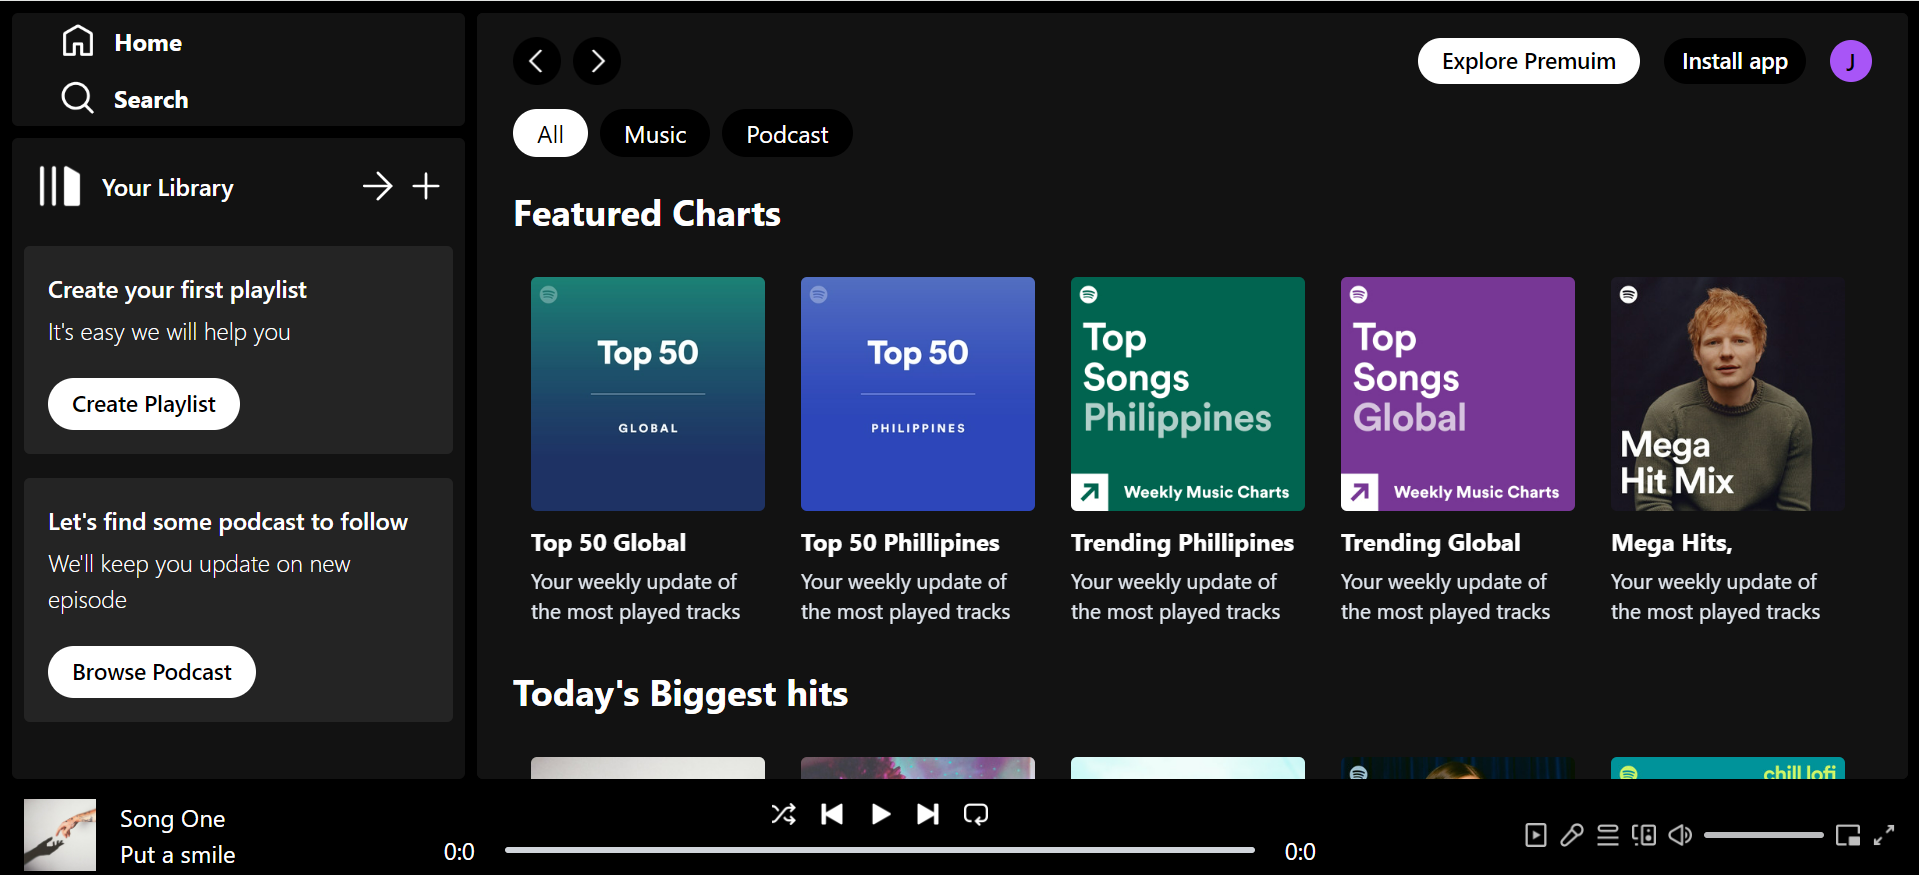 Home
Search
Your Library
Create your first playlist
It's easy we will help you
Create Playlist
Let's find some podcast to follow
We'll keep you update on new
episode
Browse Podcast
Explore Premuim
Install app
J
All
Music
Podcast
Featured Charts
Top 50
GLOBAL
Top 50 Global
Your weekly update of
the most played tracks
Top 50
PHILIPPINES
Top 50 Phillipines
Your weekly update of
the most played tracks
Top
Songs
Philippines
Weekly Music Charts
Trending Phillipines
Your weekly update of
the most played tracks
Top
Songs
Global
Weekly Music Charts
Trending Global
Your weekly update of
the most played tracks
Mega
Hit Mix
Mega Hits,
Your weekly update of
the most played tracks
Today's Biggest hits
chill lofi
Song One
Put a smile
0:0
0:0